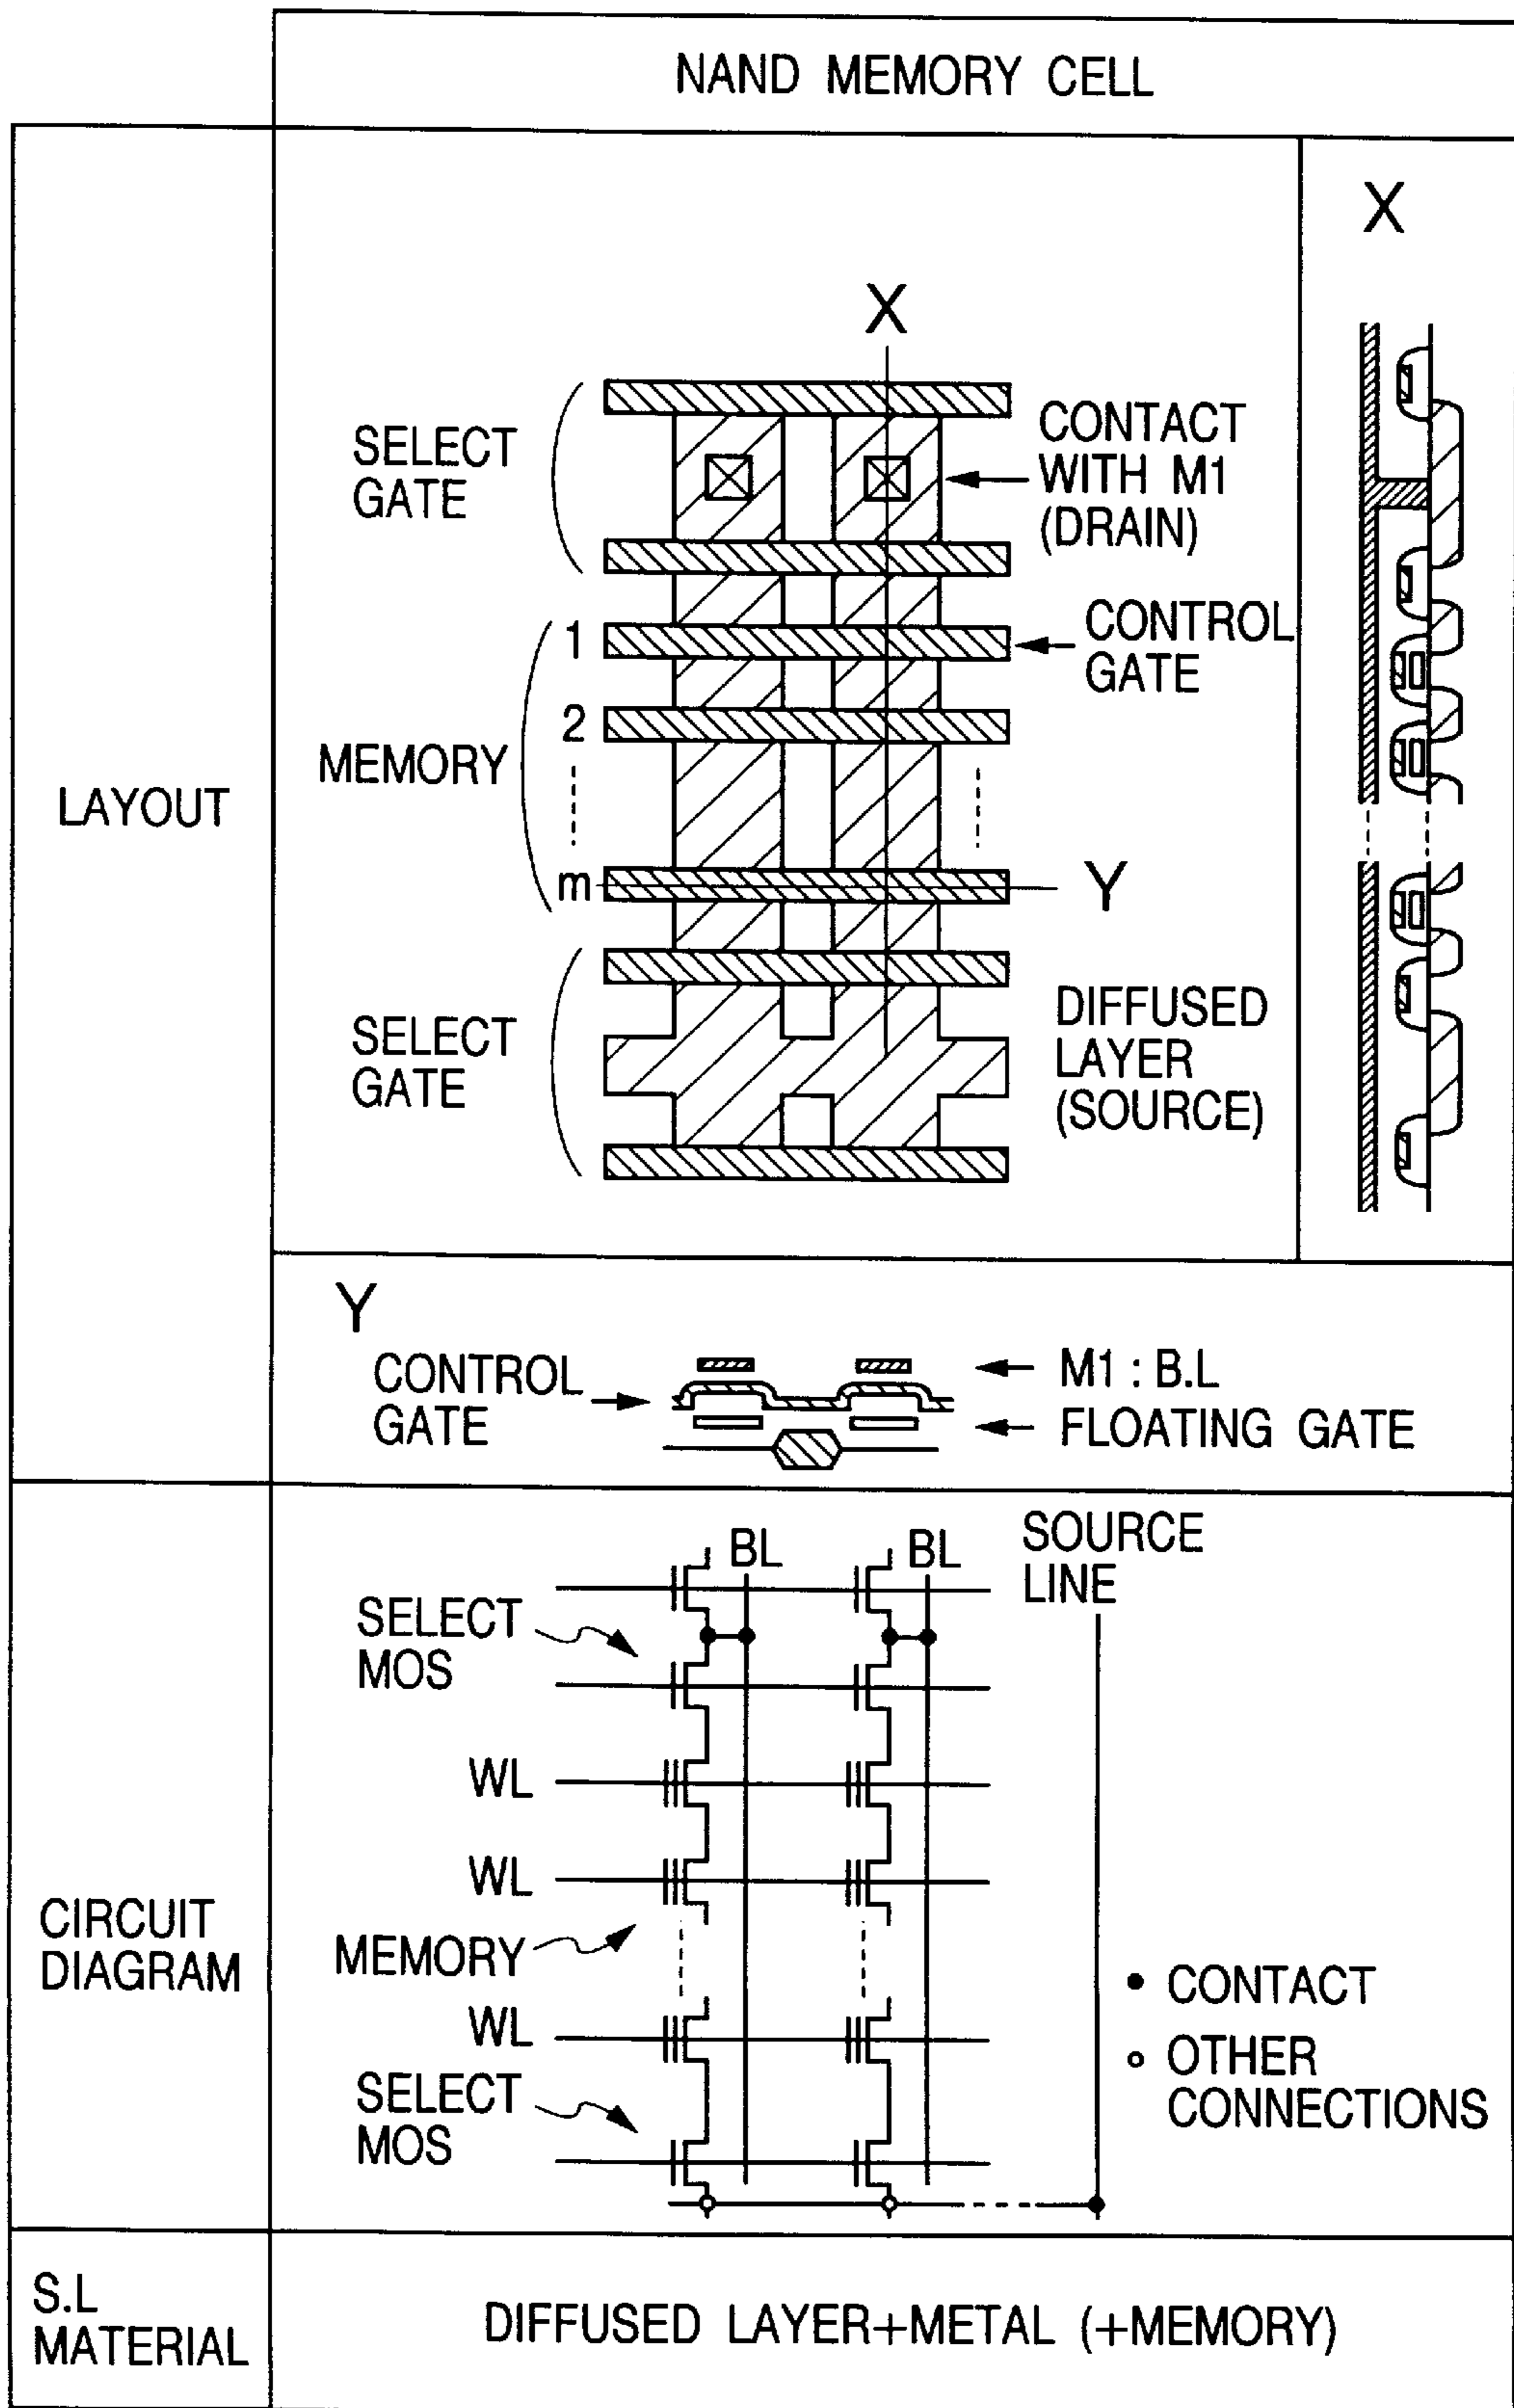 NAND MEMORY CELL
LAYOUT
X
X
SELECT
GATE
CONTACT
WITH M1
(DRAIN)
1
CONTROL
GATE
2
MEMORY
m
Y
SELECT
GATE
DIFFUSED
LAYER
(SOURCE)
Y
CONTROL
GATE
M1 : B.L
FLOATING GATE
CIRCUIT
DIAGRAM
BL
BL
SOURCE
LINE
SELECT
MOS
WL
WL
MEMORY
WL
SELECT
MOS
CONTACT
OTHER
CONNECTIONS
S.L
MATERIAL
DIFFUSED LAYER+METAL (+MEMORY)